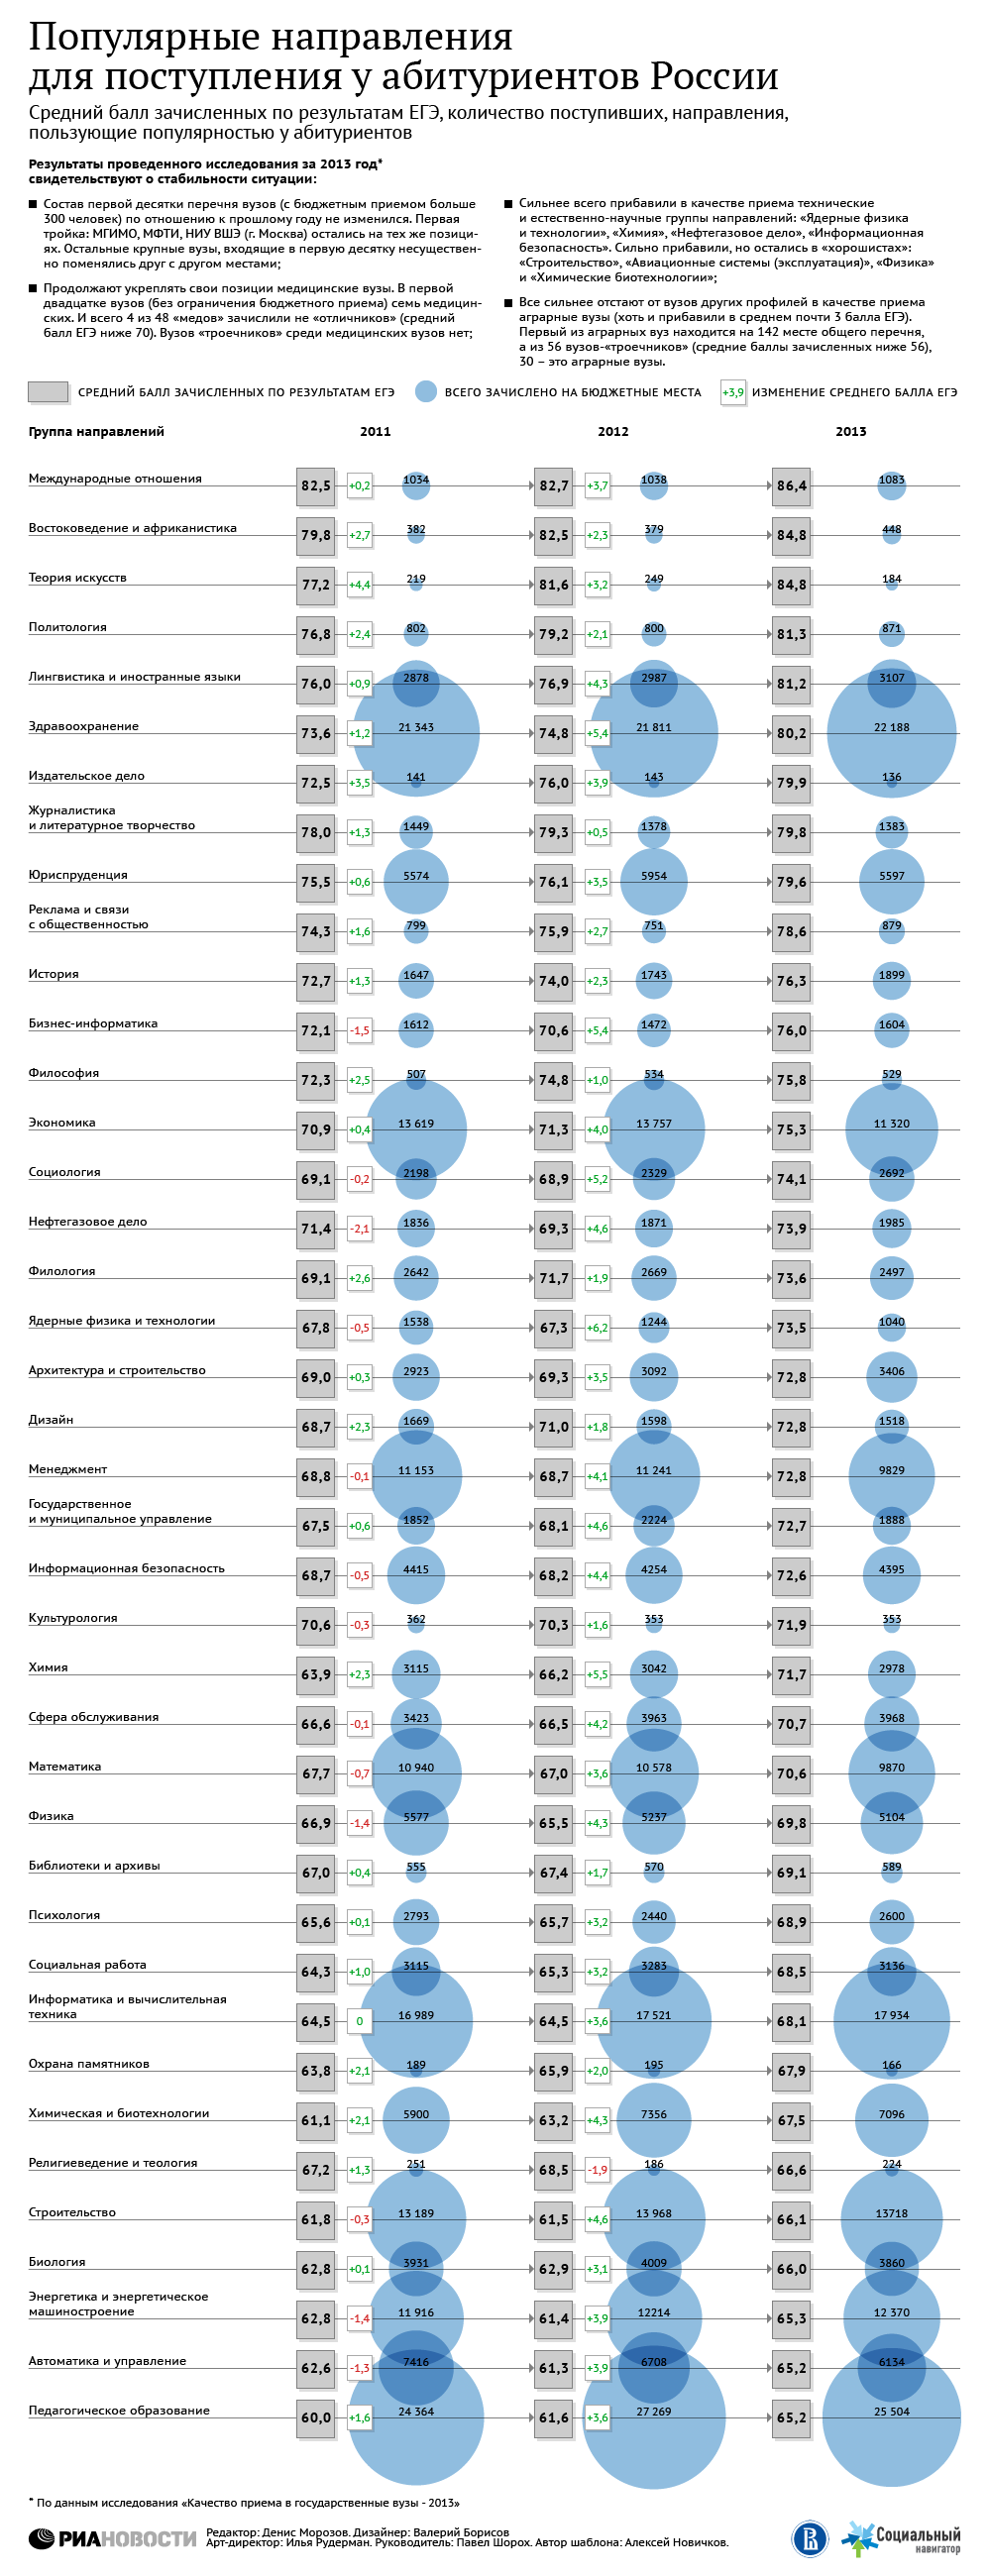 Популярные направления
для поступления у абитуриентов России
Средний балл зачисленных по результатам ЕГЭ, количество поступивших, направления,
пользующие популярностью у абитуриентов
Результаты проведенного исследования за 2013 год*
свидетельствуют о стабильности ситуации:
Состав первой десятки перечня вузов (с бюджетным приемом больше
300 человек) по отношению к прошлому году не изменился. Первая
тройка: МГИМО, МФТИ, НИУ ВШЭ (г. Москва) остались на тех же позици-
ях. Остальные крупные вузы, входящие в первую десятку несуществен-
но поменялись друг с другом местами;
Продолжают укреплять свои позиции медицинские вузы. В первой
двадцатке вузов (без ограничения бюджетного приема) семь медицин-
ских. И всего 4 из 48 «медов» зачислили не «отличников» (средний
балл ЕГЭ ниже 70). Вузов «троечников» среди медицинских вузов нет;
Сильнее всего прибавили в качестве приема технические
и естественно-научные группы направлений: «Ядерные физика
и технологии», «Химия», «Нефтегазовое дело», «Информационная
безопасность». Сильно прибавили, но остались в «хорошистах»:
«Строительство», «Авиационные системы (эксплуатация)», «Физика»
и «Химические биотехнологии»;
Все сильнее отстают от вузов других профилей в качестве приема
аграрные вузы (хоть и прибавили в среднем почти 3 балла ЕГЭ).
Первый из аграрных вуз находится на 142 месте общего перечня,
а из 56 вузов-«троечников» (средние баллы зачисленных ниже 56),
30 – это аграрные вузы.
СРЕДНИЙ БАЛЛ ЗАЧИСЛЕННЫХ ПО РЕЗУЛЬТАТАМ ЕГЭ
ВСЕГО ЗАЧИСЛЕНО НА БЮДЖЕТНЫЕ МЕСТА
+3,9 ИЗМЕНЕНИЕ СРЕДНЕГО БАЛЛА ЕГЭ
Группа направлений 2011 2012 2013
Международные отношения 82,5 +0,2 1034 82,7 +3,7 1038 86,4 1083
Востоковедение и африканистика 79,8 +2,7 382 82,5 +2,3 379 84,8 448
Теория искусств 77,2 +4,4 219 81,6 +3,2 249 84,8 184
Политология 76,8 +2,4 802 79,2 +2,1 800 81,3 871
Лингвистика и иностранные языки 76,0 +0,9 2878 76,9 +4,3 2987 81,2 3107
Здравоохранение 73,6 +1,2 21 343 74,8 +5,4 21 811 80,2 22 188
Издательское дело 72,5 +3,5 141 76,0 +3,9 143 79,9 136
Журналистика
и литературное творчество 78,0 +1,3 1449 79,3 +0,5 1378 79,8 1383
Юриспруденция 75,5 +0,6 5574 76,1 +3,5 5954 79,6 5597
Реклама и связи
с общественностью 74,3 +1,6 799 75,9 +2,7 751 78,6 879
История 72,7 +1,3 1647 74,0 +2,3 1743 76,3 1899
Бизнес-информатика 72,1 -1,5 1612 70,6 +5,4 1472 76,0 1604
Философия 72,3 +2,5 507 74,8 +1,0 534 75,8 529
Экономика 70,9 +0,4 13 619 71,3 +4,0 13 757 75,3 11 320
Социология 69,1 -0,2 2198 68,9 +5,2 2329 74,1 2692
Нефтегазовое дело 71,4 -2,1 1836 69,3 +4,6 1871 73,9 1985
Филология 69,1 +2,6 2642 71,7 +1,9 2669 73,6 2497
Ядерные физика и технологии 67,8 -0,5 1538 67,3 +6,2 1244 73,5 1040
Архитектура и строительство 69,0 +0,3 2923 69,3 +3,5 3092 72,8 3406
Дизайн 68,7 +2,3 1669 71,0 +1,8 1598 72,8 1518
Менеджмент 68,8 -0,1 11 153 68,7 +4,1 11 241 72,8 9829
Государственное
и муниципальное управление 67,5 +0,6 1852 68,1 +4,6 2224 72,7 1888
Информационная безопасность 68,7 -0,5 4415 68,2 +4,4 4254 72,6 4395
Культурология 70,6 -0,3 362 70,3 +1,6 353 71,9 353
Химия 63,9 +2,3 3115 66,2 +5,5 3042 71,7 2978
Сфера обслуживания 66,6 -0,1 3423 66,5 +4,2 3963 70,7 3968
Математика 67,7 -0,7 10 940 67,0 +3,6 10 578 70,6 9870
Физика 66,9 -1,4 5577 65,5 +4,3 5237 69,8 5104
Библиотеки и архивы 67,0 +0,4 555 67,4 +1,7 570 69,1 589
Психология 65,6 +0,1 2793 65,7 +3,2 2440 68,9 2600
Социальная работа 64,3 +1,0 3115 65,3 +3,2 3283 68,5 3136
Информатика и вычислительная
техника 64,5 0 16 989 64,5 +3,6 17 521 68,1 17 934
Охрана памятников 63,8 +2,1 189 65,9 +2,0 195 67,9 166
Химическая и биотехнологии 61,1 +2,1 5900 63,2 +4,3 7356 67,5 7096
Религиеведение и теология 67,2 +1,3 251 68,5 -1,9 186 66,6 224
Строительство 61,8 -0,3 13 189 61,5 +4,6 13 968 66,1 13718
Биология 62,8 +0,1 3931 62,9 +3,1 4009 66,0 3860
Энергетика и энергетическое
машиностроение 62,8 -1,4 11 916 61,4 +3,9 12214 65,3 12 370
Автоматика и управление 62,6 -1,3 7416 61,3 +3,9 6708 65,2 6134
Педагогическое образование 60,0 +1,6 24 364 61,6 +3,6 27 269 65,2 25 504
* По данным исследования «Качество приема в государственные вузы - 2013»
РИАНОВОСТИ
Редактор: Денис Морозов. Дизайнер: Валерий Борисов
Арт-директор: Илья Рудерман. Руководитель: Павел Шорох. Автор шаблона: Алексей Новичков.
Социальный
навигатор